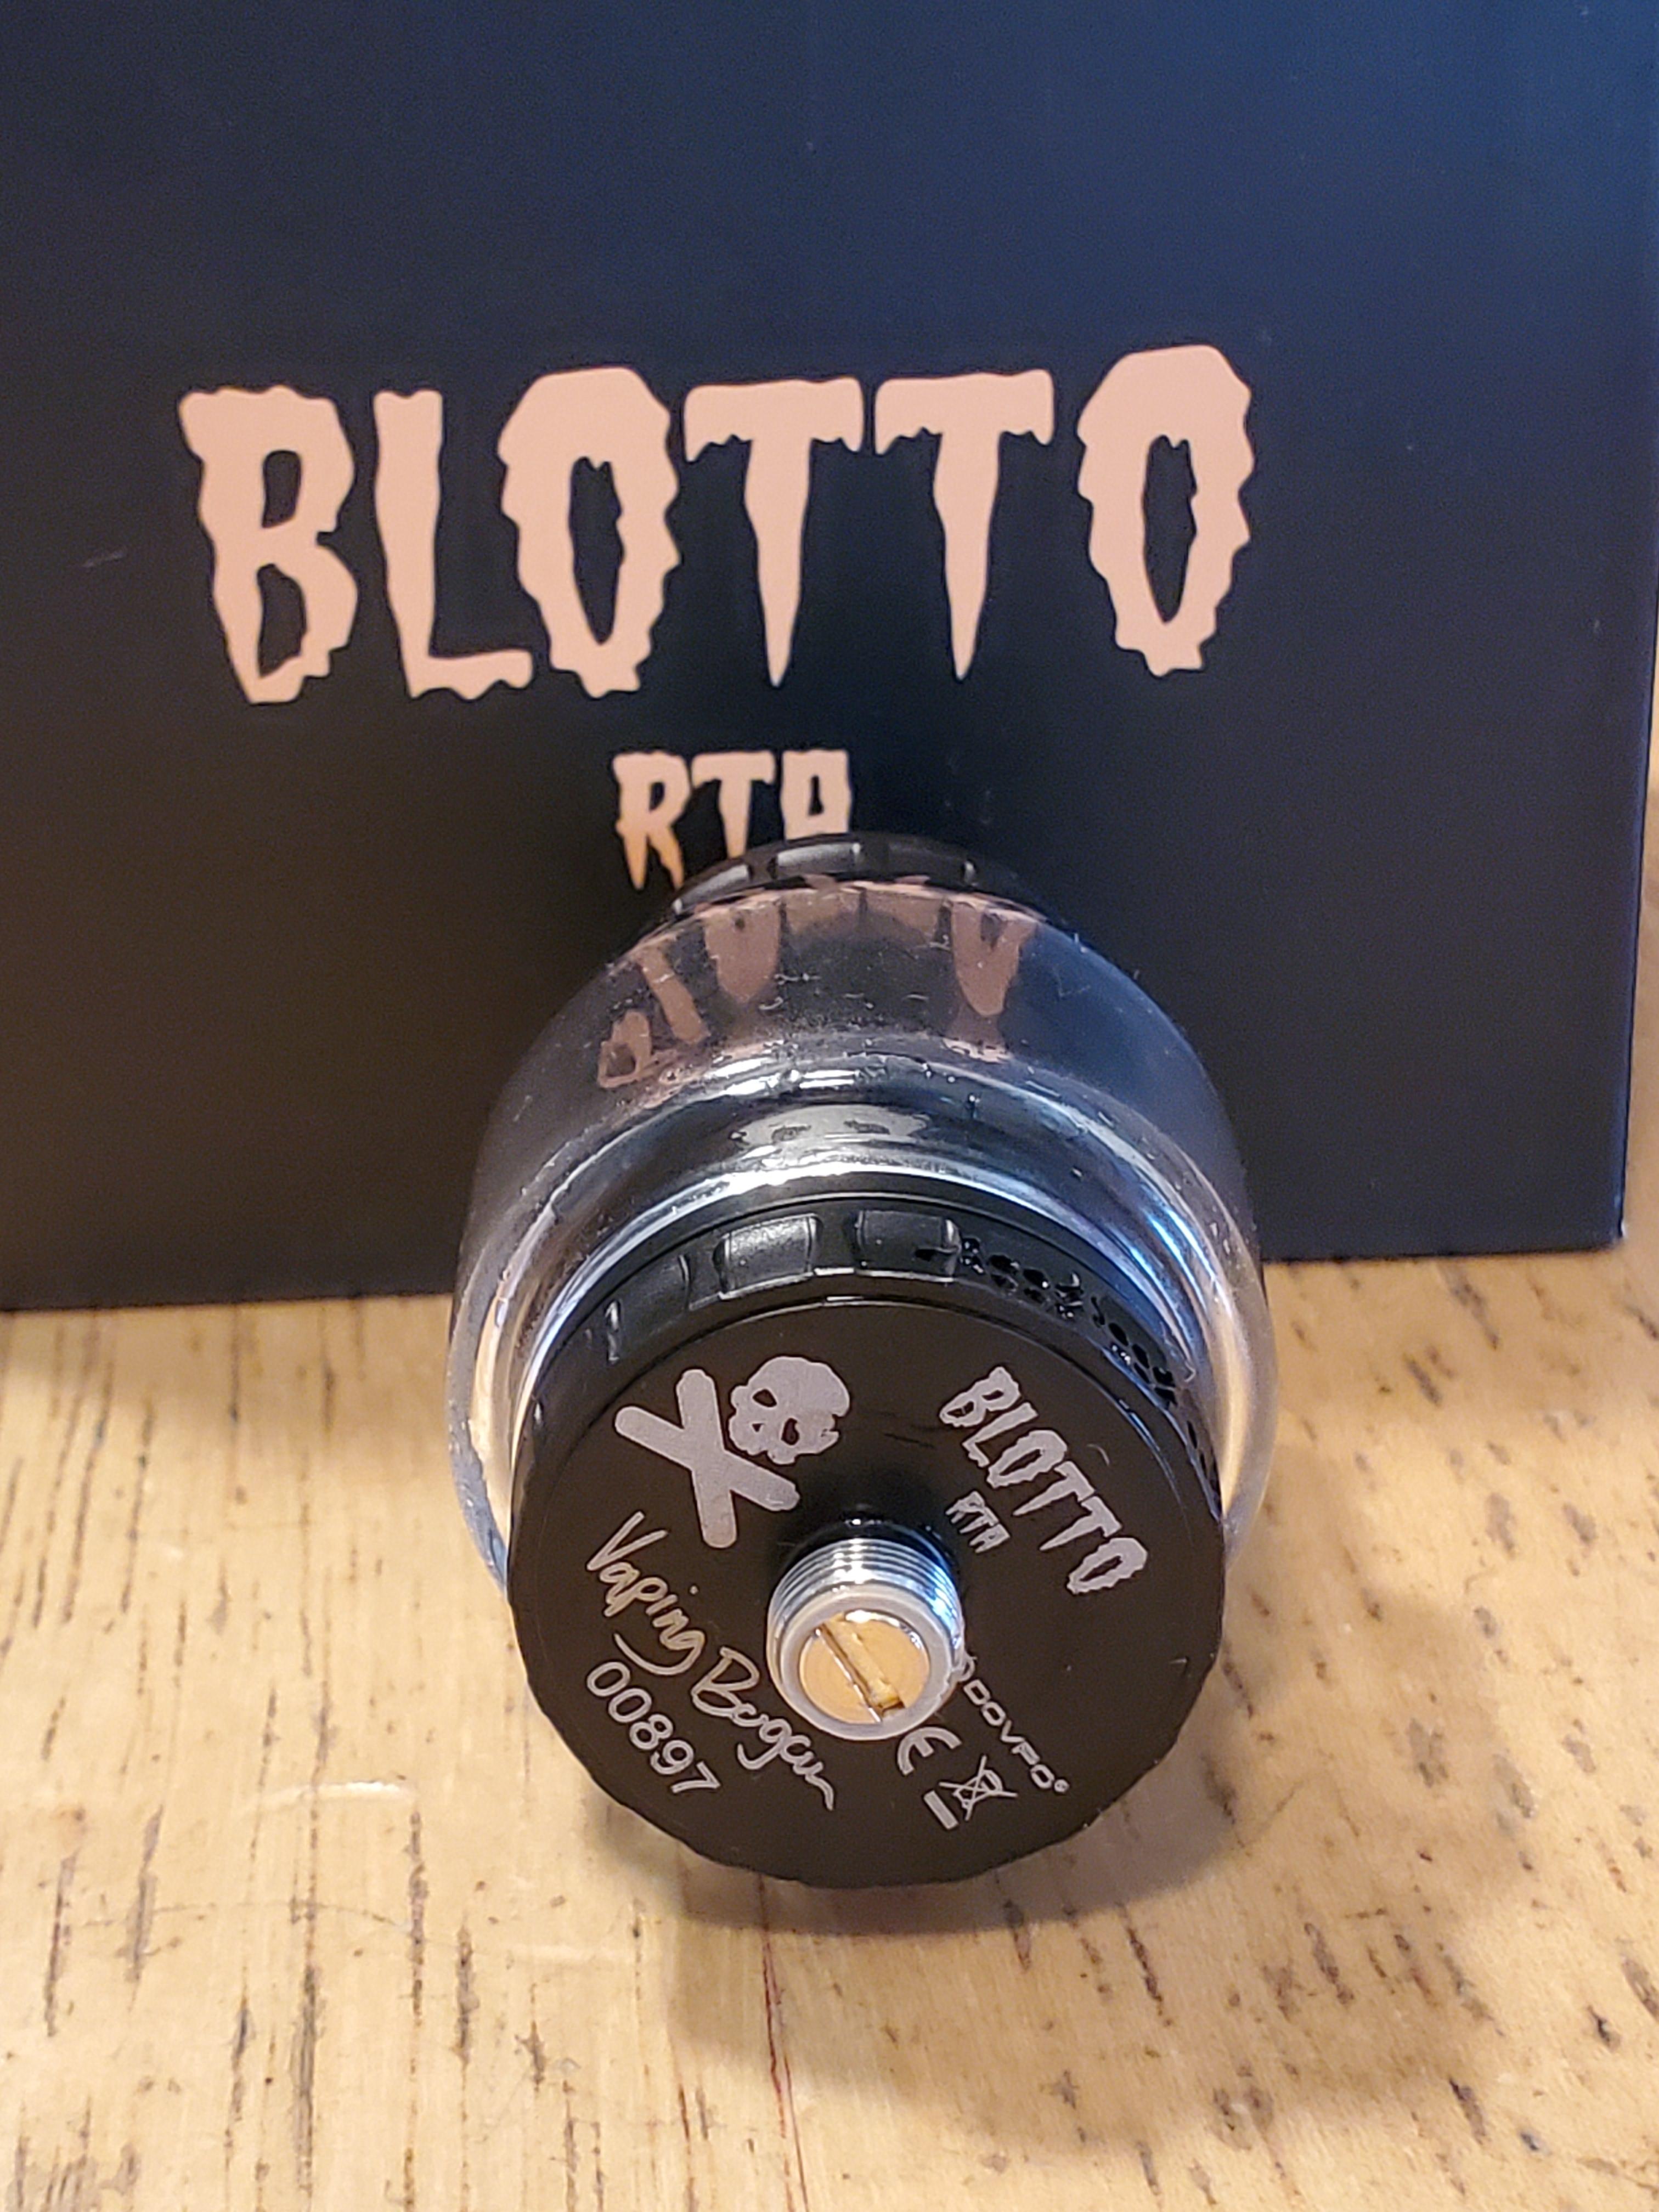 BLOTTO
RTA
BLOTTO
RTA
Vaping Bogan
00897
DOVPO®
CE